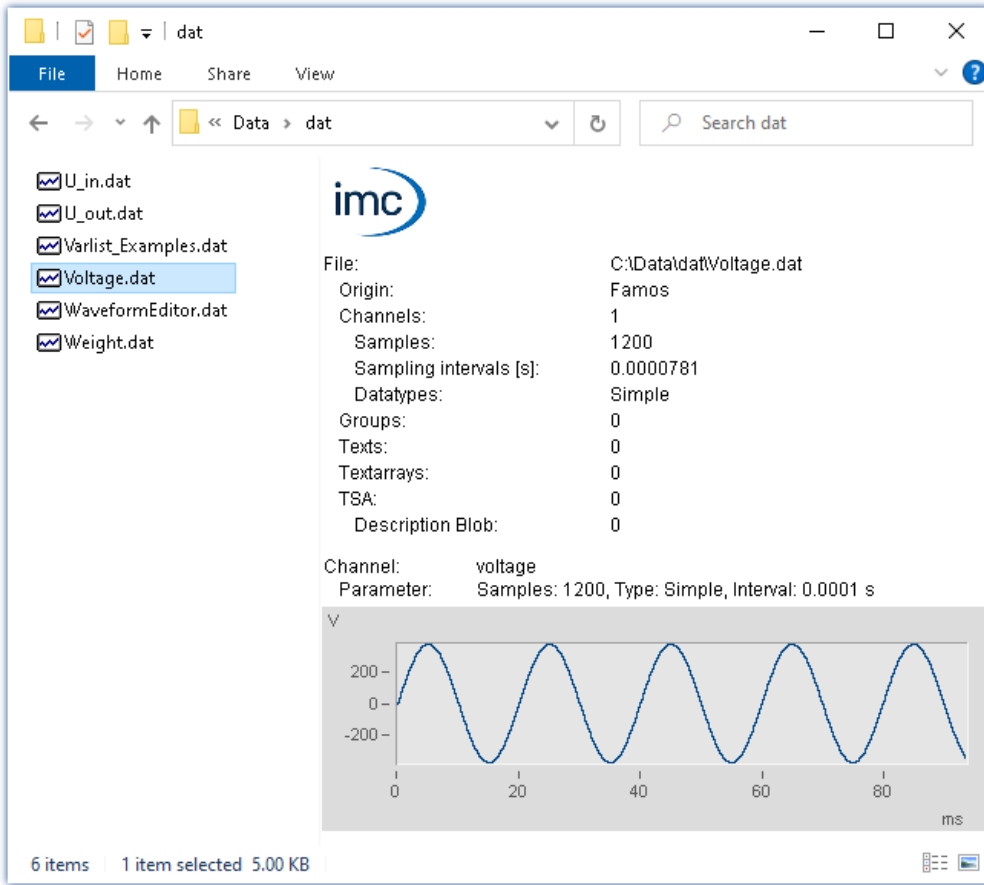 dat
File Home Share View ?
« Data › dat Search dat
U_in.dat
U_out.dat
Varlist_Examples.dat
Voltage.dat
WaveformEditor.dat
Weight.dat
imc
File: C:\Data\dat\Voltage.dat
Origin: Famos
Channels: 1
Samples: 1200
Sampling intervals [s]: 0.0000781
Datatypes: Simple
Groups: 0
Texts: 0
Textarrays: 0
TSA: 0
Description Blob: 0
Channel: voltage
Parameter: Samples: 1200, Type: Simple, Interval: 0.0001 s
V
200
0
-200
0 20 40 60 80
ms
6 items 1 item selected 5.00 KB